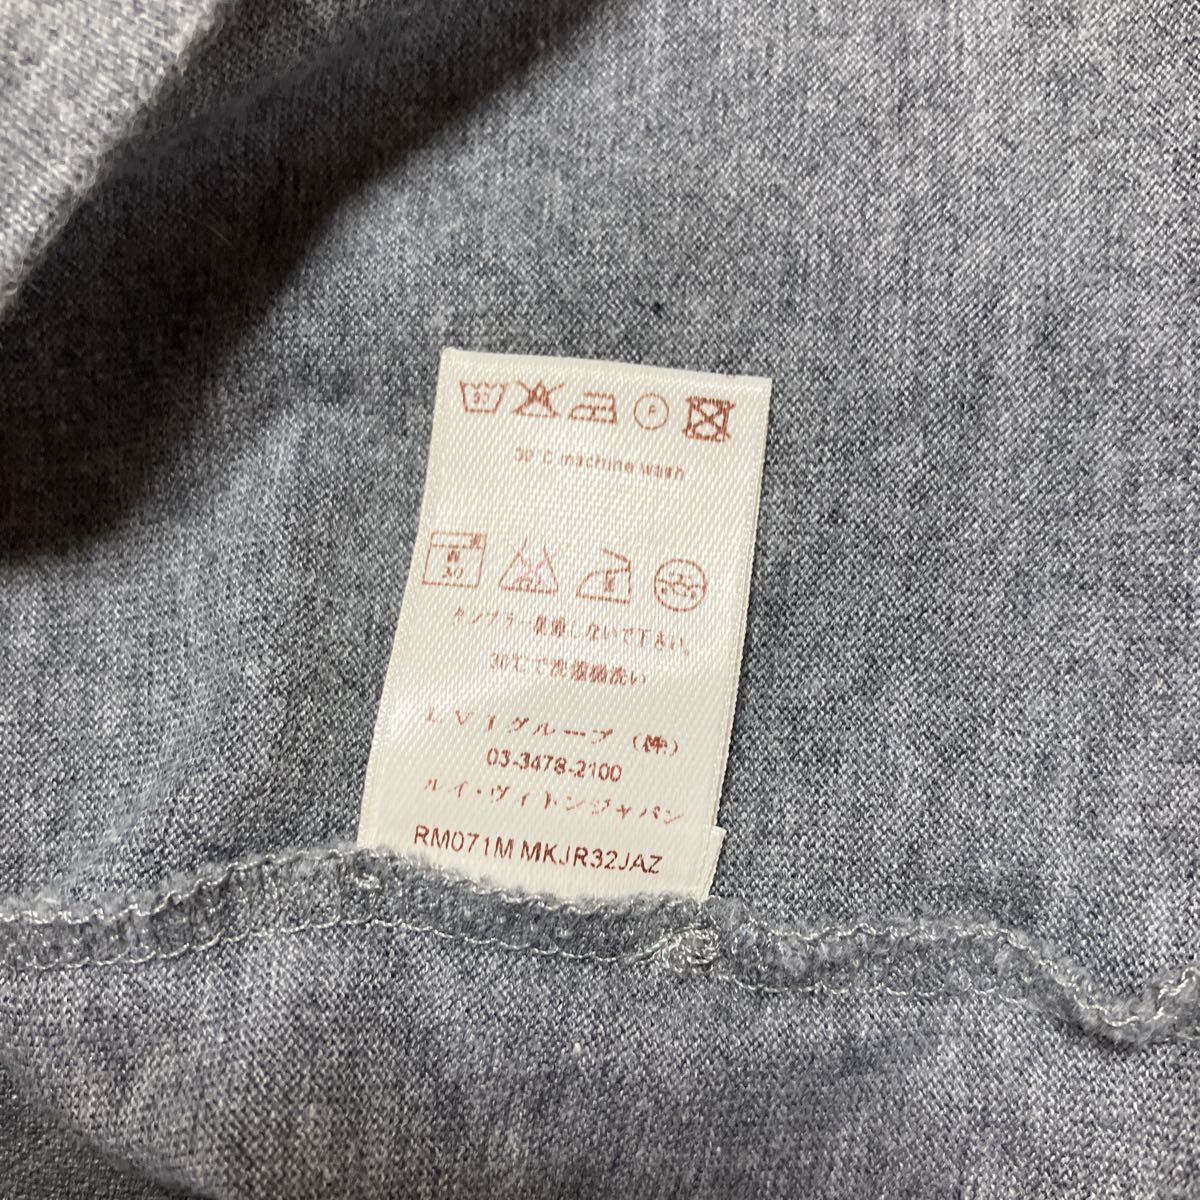 30
P
30°C machine wash
30
タンブラー乾燥しないで下さい。
30℃で洗濯機洗い
LVJグループ（株）
03-3478-2100
ルイ・ヴィトンジャパン
RM071M MKJR32JAZ